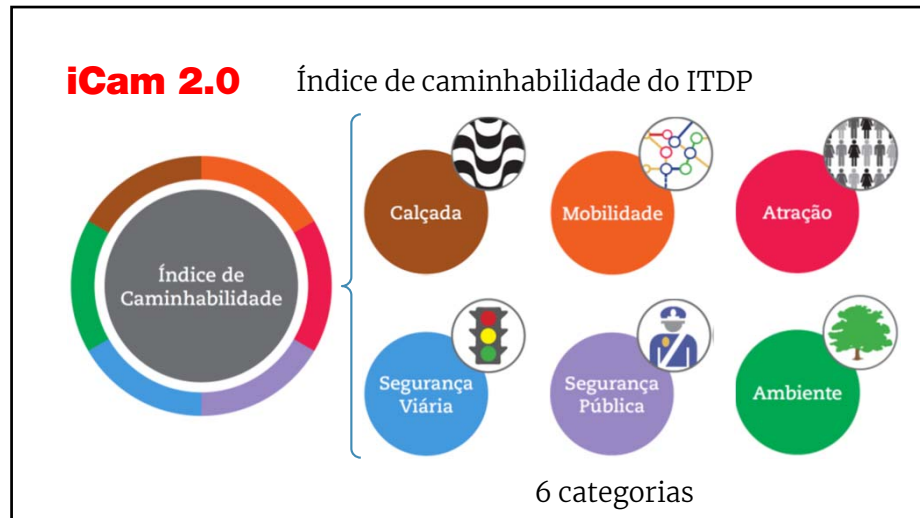 iCam 2.0
Índice de caminhabilidade do ITDP
Índice de
Caminhabilidade
Calçada
Mobilidade
Atração
Segurança
Viária
Segurança
Pública
Ambiente
6 categorias